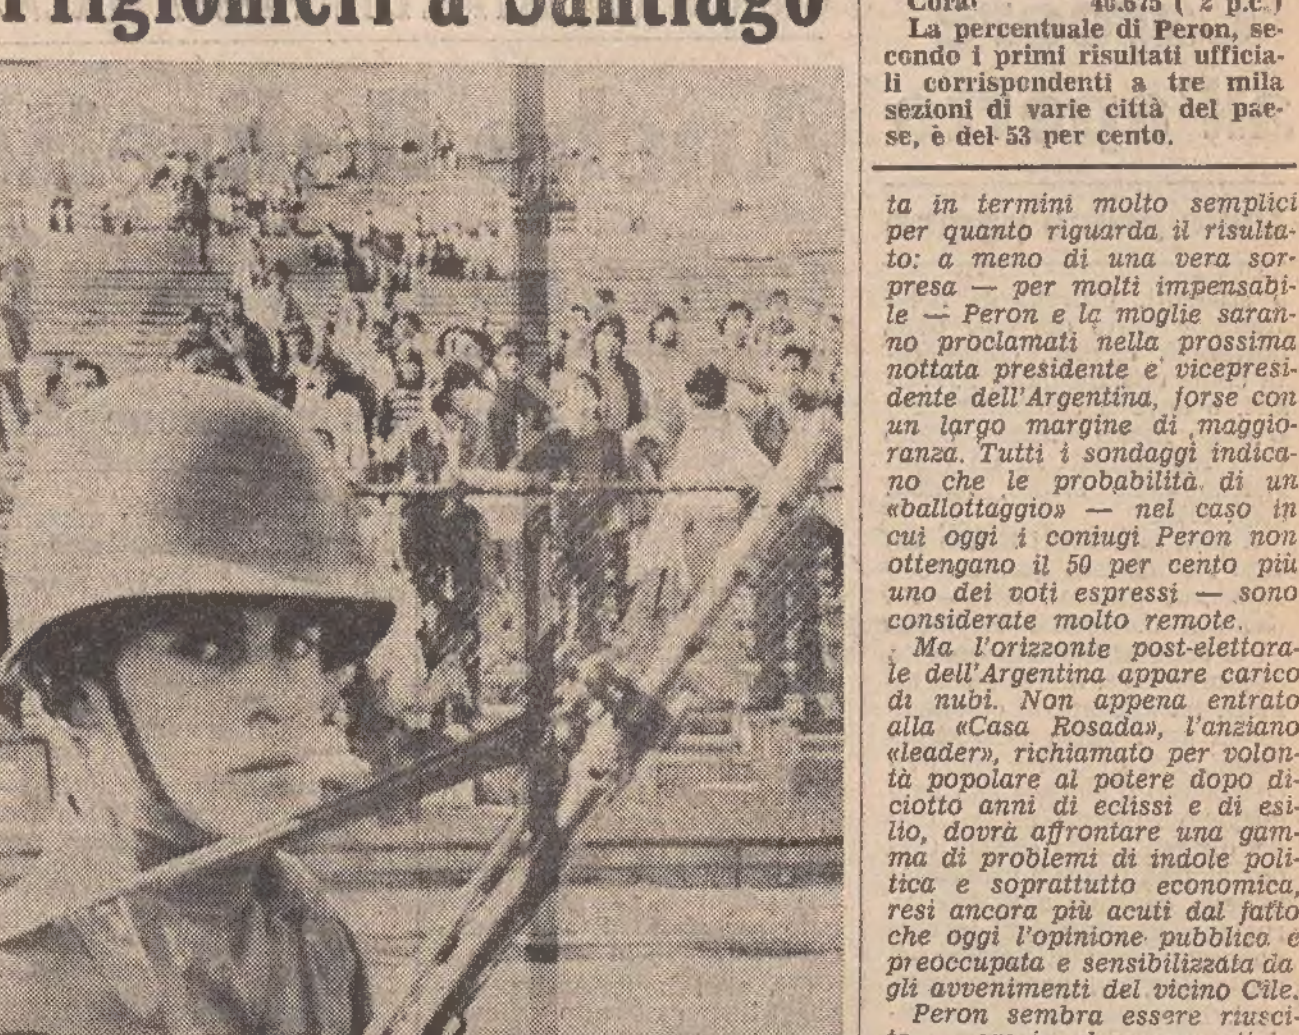 Prigionieri a Santiago
Coral 40.675 ( 2 p.c.)
La percentuale di Peron, se-
condo i primi risultati ufficia-
li corrispondenti a tre mila
sezioni di varie città del pae-
se, è del 53 per cento.
ta in termini molto semplici
per quanto riguarda il risulta-
to: a meno di una vera sor-
presa — per molti impensabi-
le — Peron e la moglie saran-
no proclamati nella prossima
nottata presidente e vicepresi-
dente dell'Argentina, forse con
un largo margine di maggio-
ranza. Tutti i sondaggi indica-
no che le probabilità di un
«ballottaggio» — nel caso in
cui oggi i coniugi Peron non
ottengano il 50 per cento più
uno dei voti espressi — sono
considerate molto remote.
Ma l'orizzonte post-elettora-
le dell'Argentina appare carico
di nubi. Non appena entrato
alla «Casa Rosada», l'anziano
«leader», richiamato per volon-
tà popolare al potere dopo di-
ciotto anni di eclissi e di esi-
lio, dovrà affrontare una gam-
ma di problemi di indole poli-
tica e soprattutto economica,
resi ancora più acuti dal fatto
che oggi l'opinione pubblica è
preoccupata e sensibilizzata da
gli avvenimenti del vicino Cile.
Peron sembra essere riusci-